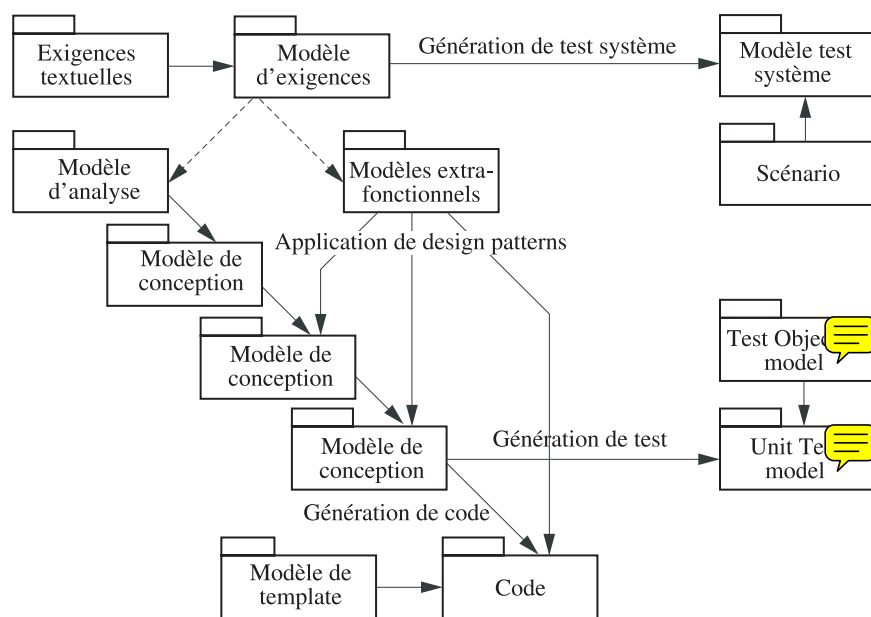 Exigences
textuelles
Modèle
d'exigences
Génération de test système
Modèle test
système
Modèle
d'analyse
Modèles extra-
fonctionnels
Scénario
Application de design patterns
Modèle de
conception
Modèle de
conception
Test
model
Modèle de
conception
Génération de test
Unit
model
Génération de code
Modèle de
template
Code